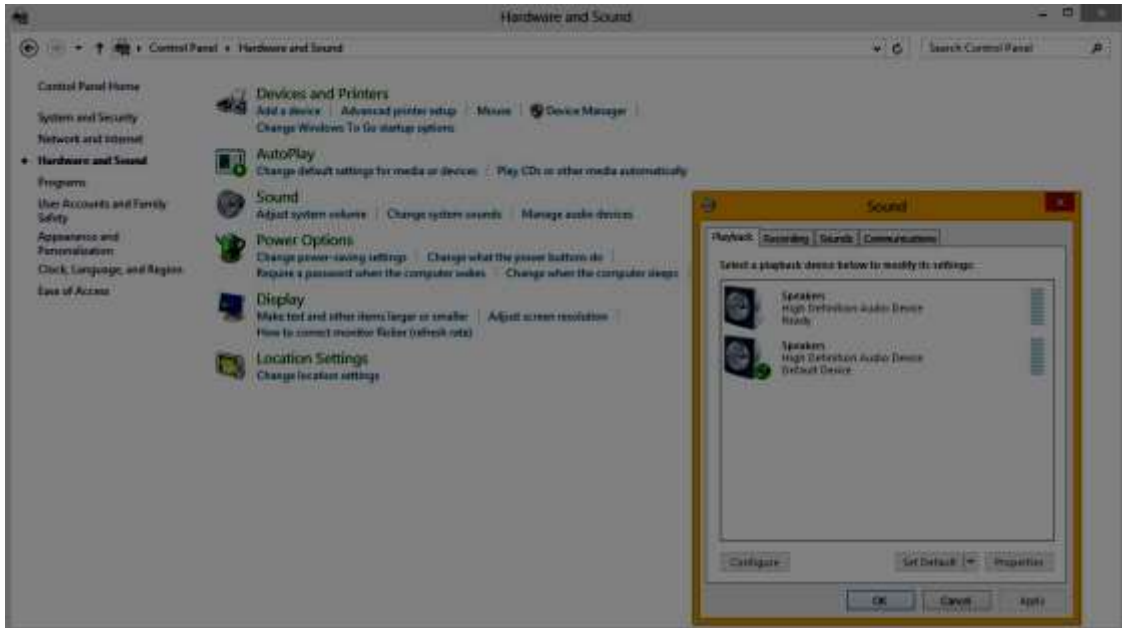 Hardware and Sound
Control Panel Hardware and Sound
Search Control Panel
Control Panel Home
System and Security
Network and Internet
Hardware and Sound
Programs
User Accounts and Family
Safety
Appearance and
Personalization
Clock, Language, and Region
Ease of Access
Devices and Printers
Add a device Advanced printer setup Mouse Device Manager
Change Windows To Go startup options
AutoPlay
Change default settings for media or devices Play CDs or other media automatically
Sound
Adjust system volume Change system sounds Manage audio devices
Power Options
Change power-saving settings Change what the power buttons do
Require a password when the computer wakes Change when the computer sleeps
Display
Make text and other items larger or smaller Adjust screen resolution
How to correct monitor flicker (refresh rate)
Location Settings
Change location settings
Sound
Playback Recording Sounds Communications
Select a playback device below to modify its settings:
Speakers
High Definition Audio Device
Ready
Speakers
High Definition Audio Device
Default Device
Configure Set Default Properties
OK Cancel Apply